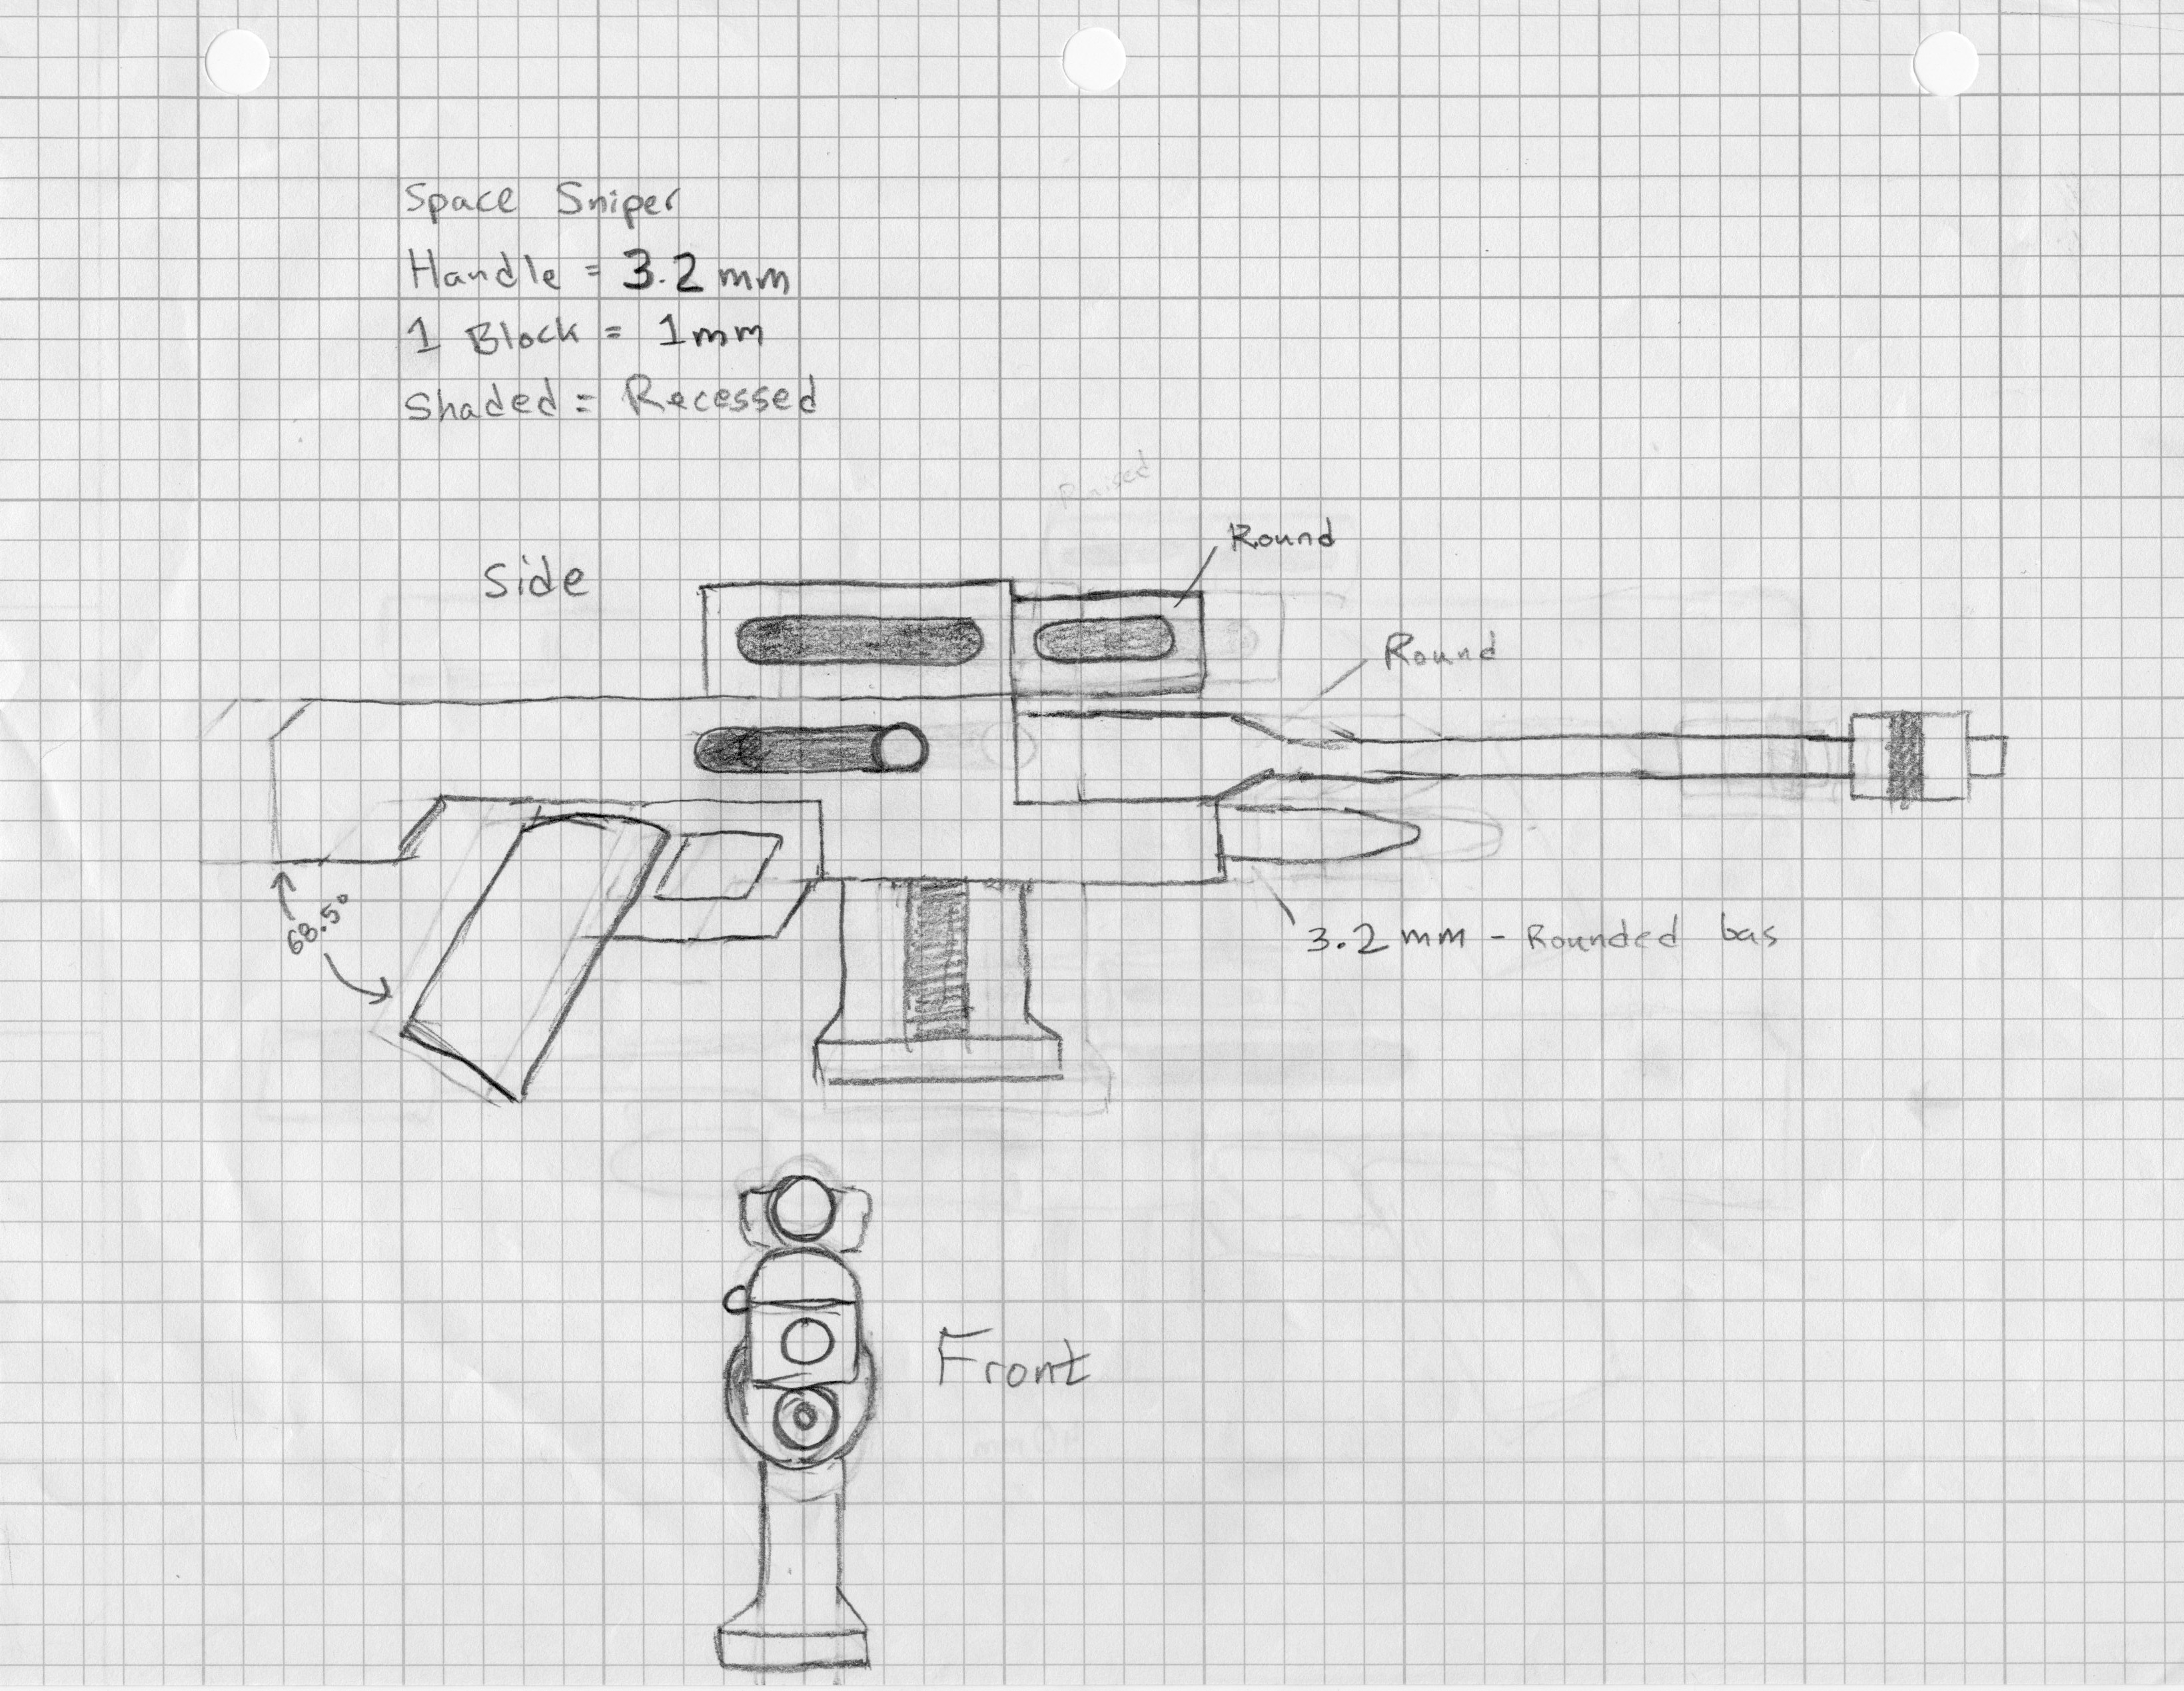 Space Sniper
Handle = 3.2 mm
1 Block = 1mm
Shaded = Recessed
Raised
Side
Round
Round
68.5°
3.2 mm - Rounded bas
Front
40mm